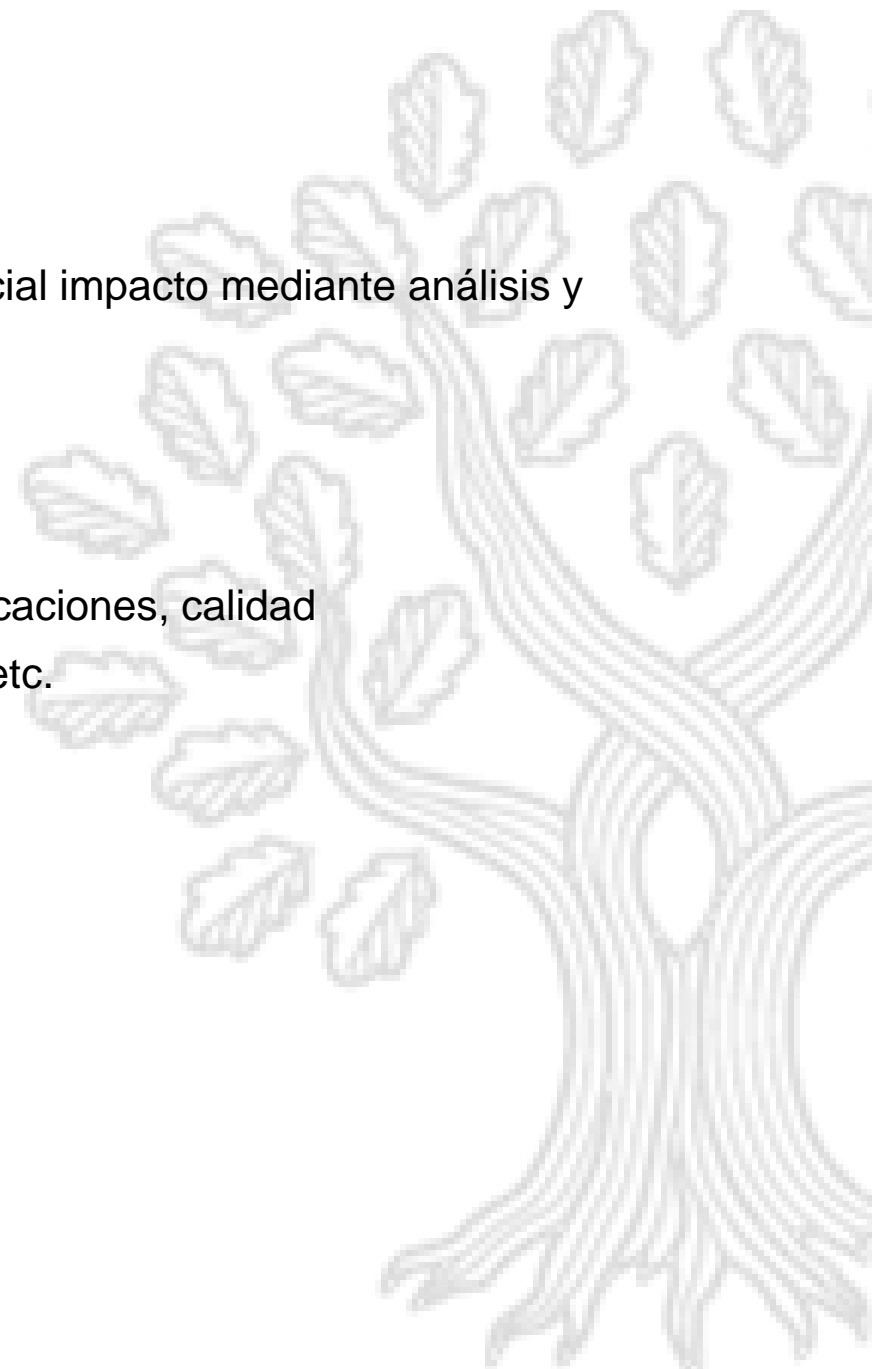 cial impacto mediante análisis y
caciones, calidad
etc.